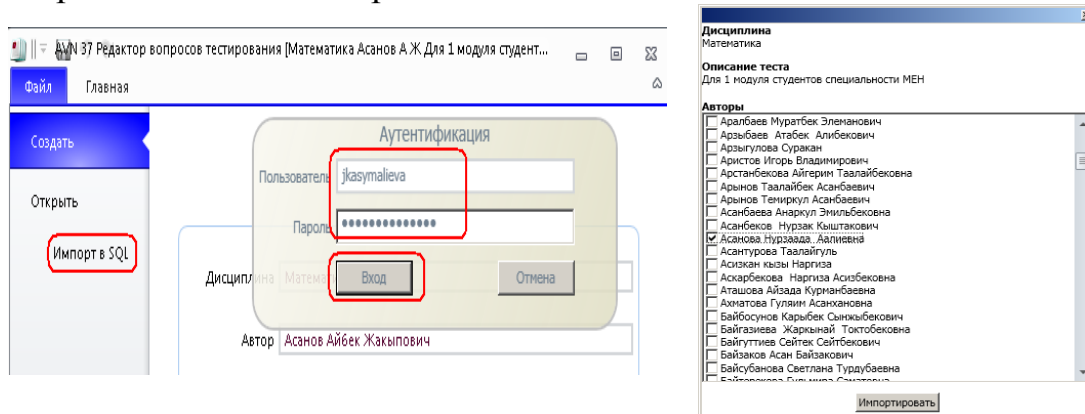 AVN 37 Редактор вопросов тестирования [Математика Асанов А Ж Для 1 модуля студент...
Файл Главная
Создать
Открыть
Импорт в SQL
Аутентификация
Пользователь jkasymalieva
Пароль ••••••••••••••
Вход Отмена
Дисциплина Математ
Автор Асанов Айбек Жакыпович
Дисциплина
Математика
Описание теста
Для 1 модуля студентов специальности МЕН
Авторы
Аралбаев Муратбек Элеманович
Арзыбаев Атабек Алибекович
Арзыгулова Суракан
Аристов Игорь Владимирович
Арстанбекова Айгерим Таалайбековна
Арынов Таалайбек Асанбаевич
Арынов Темиркул Асанбаевич
Асанбаева Анаркул Эмильбековна
Асанбеков Нурзак Кыштакович
Асанова Нурзаада Аалиевна
Асантурова Таалайгуль
Асизкан кызы Наргиза
Аскарбекова Наргиза Асизбековна
Аташова Айзада Курманбаевна
Ахматова Гуляим Асанхановна
Байбосунов Карыбек Сынжыбекович
Байгазиева Жаркынай Токтобековна
Байгуттиев Сейтек Сейтбекович
Байзаков Асан Байзакович
Байсубанова Светлана Турдубаевна
Импортировать